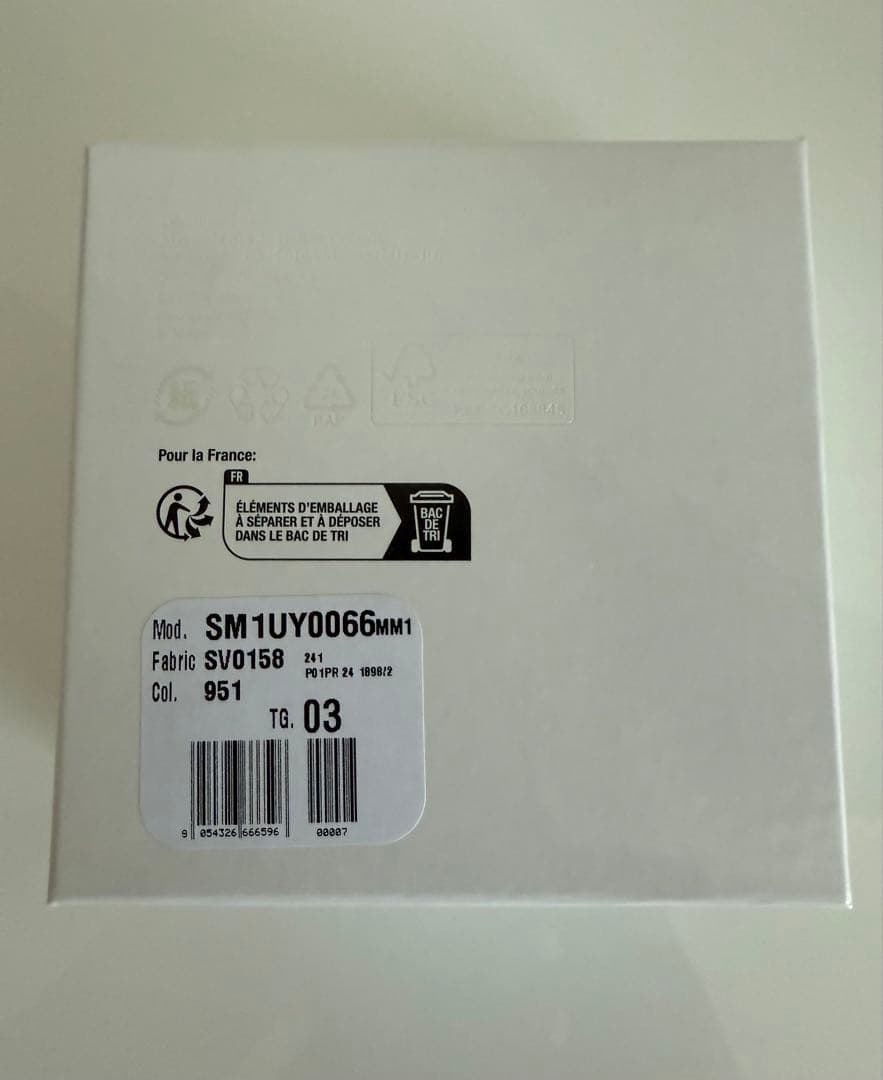 PAP
Pour la France:
FR
ÉLÉMENTS D'EMBALLAGE
À SÉPARER ET À DÉPOSER
DANS LE BAC DE TRI
BAC
DE
TRI
Mod. SM1UY0066MM1
Fabric SV0158 241
P01PR 24 1898/2
Col. 951
TG. 03
9 054326 666596 00007